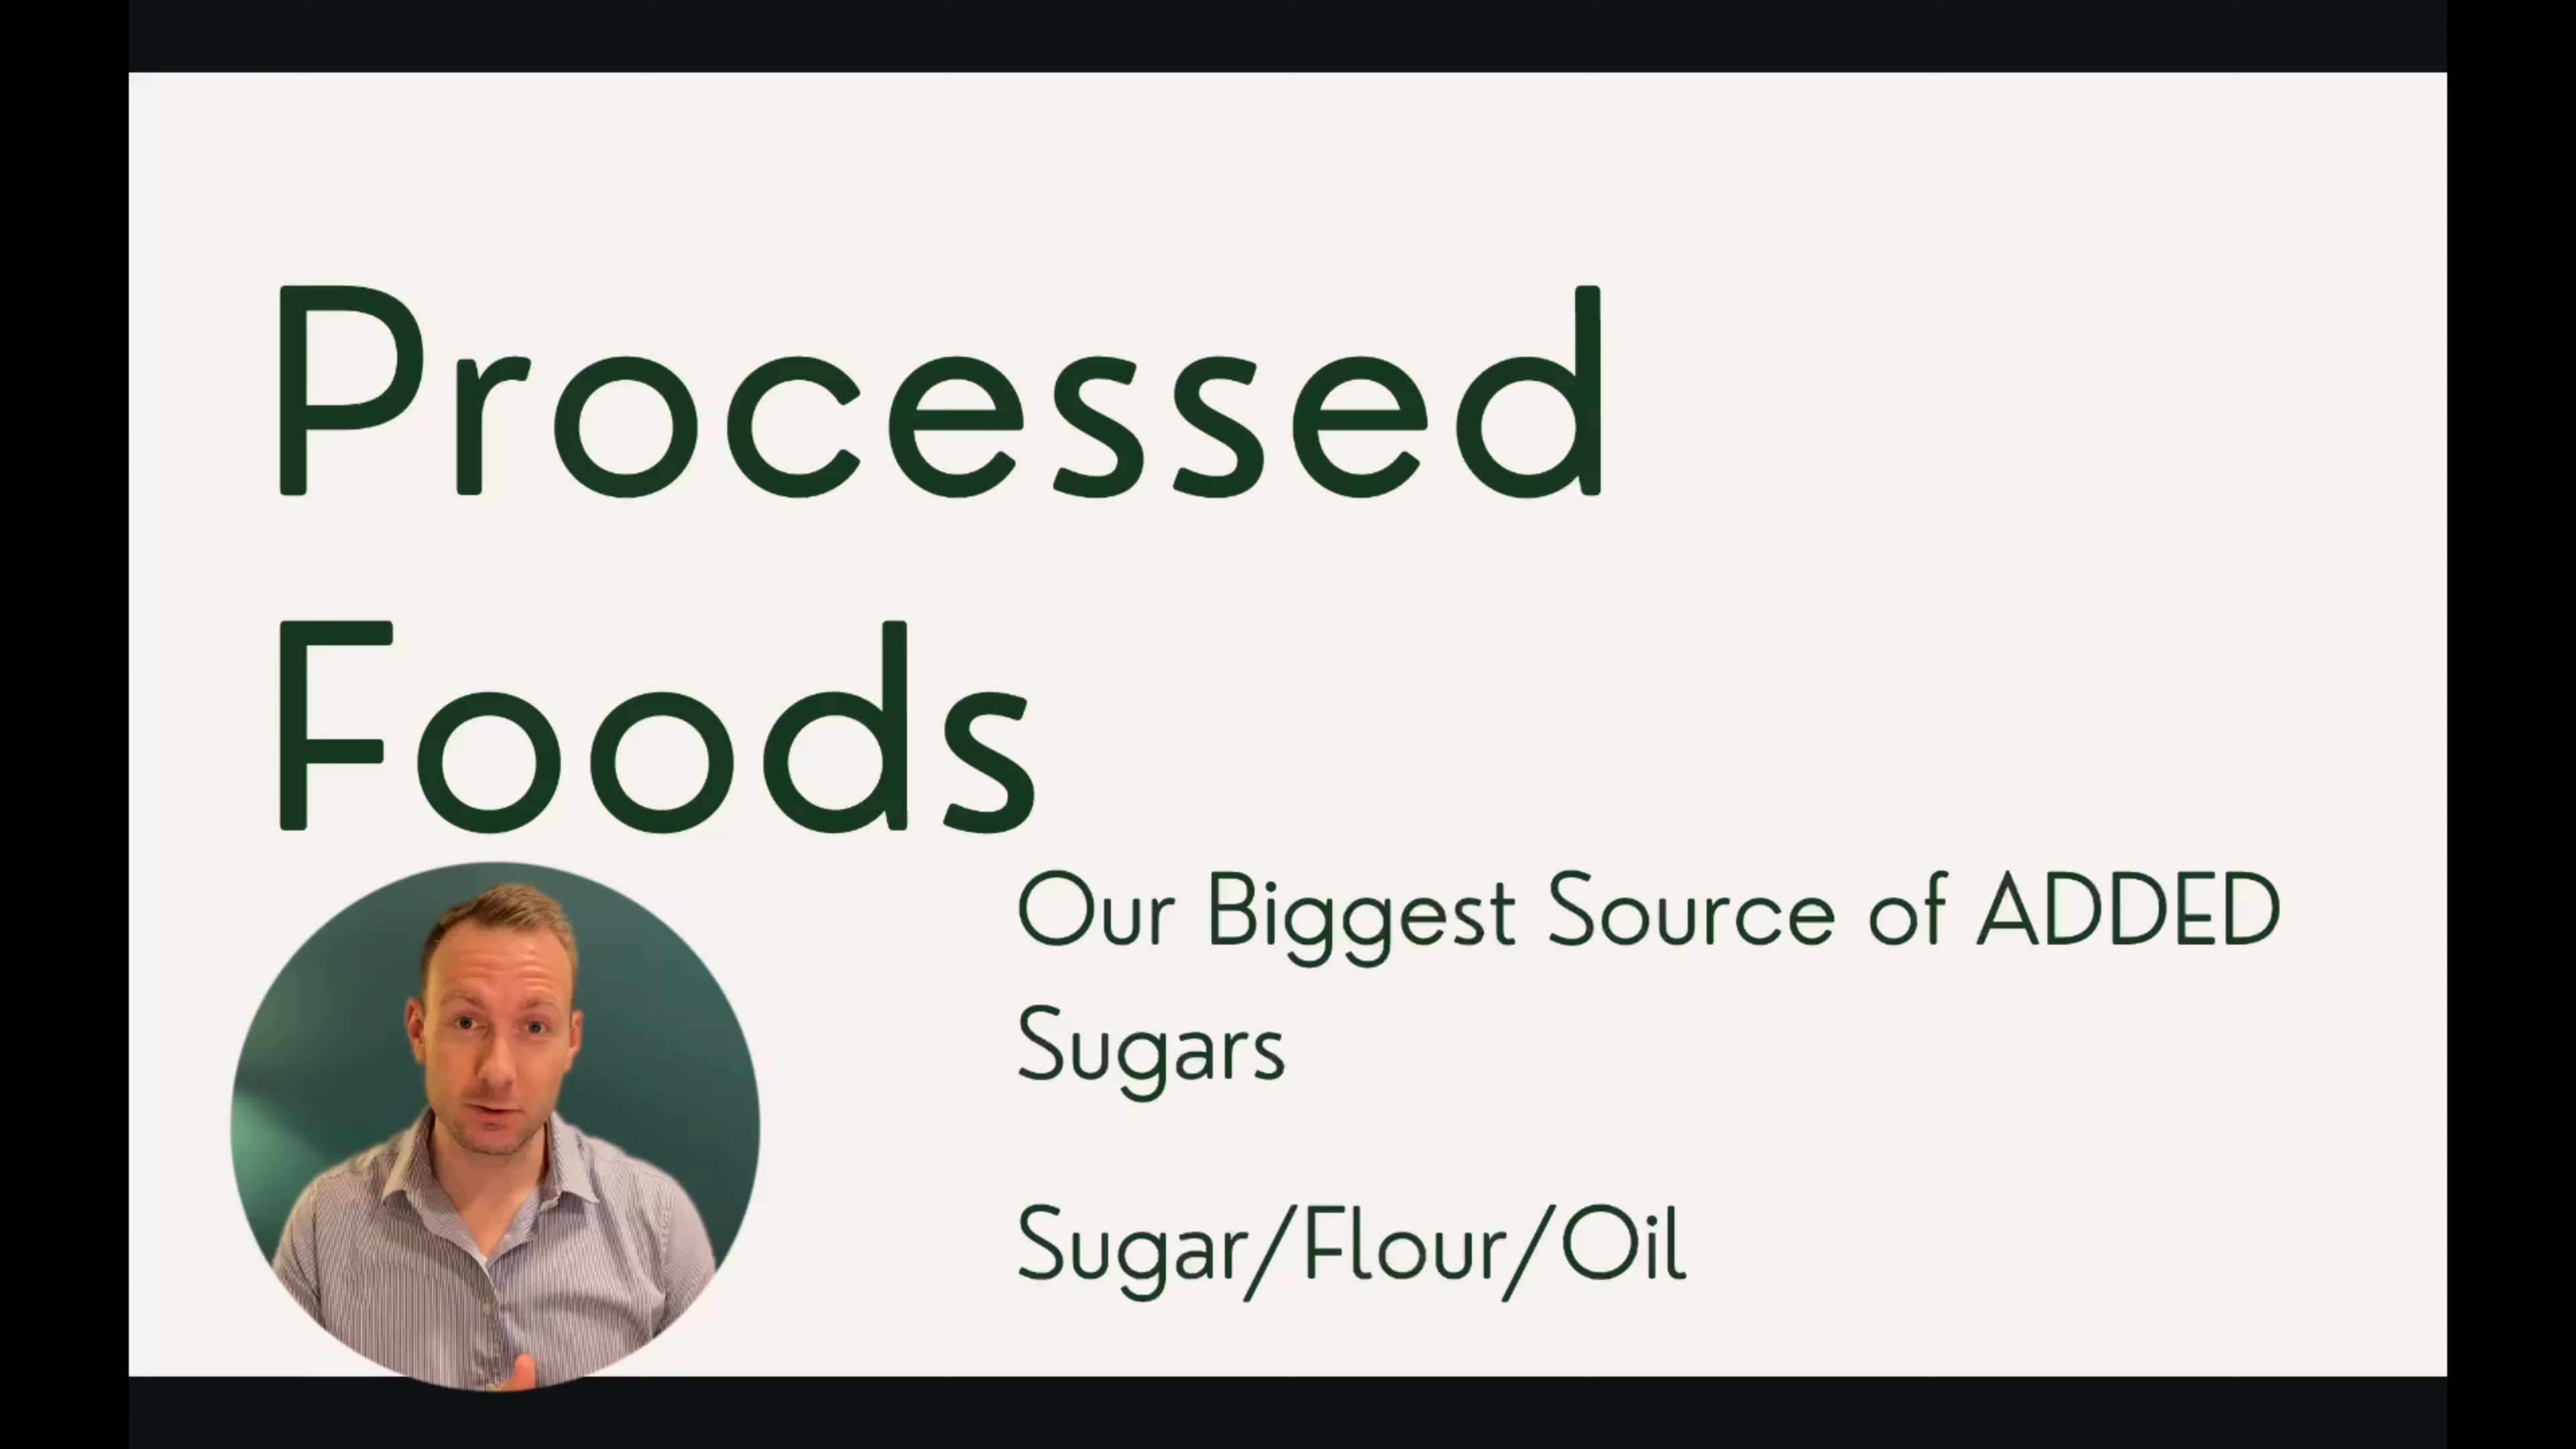 Processed
Foods
Our Biggest Source of ADDED
Sugars
Sugar/Flour/Oil